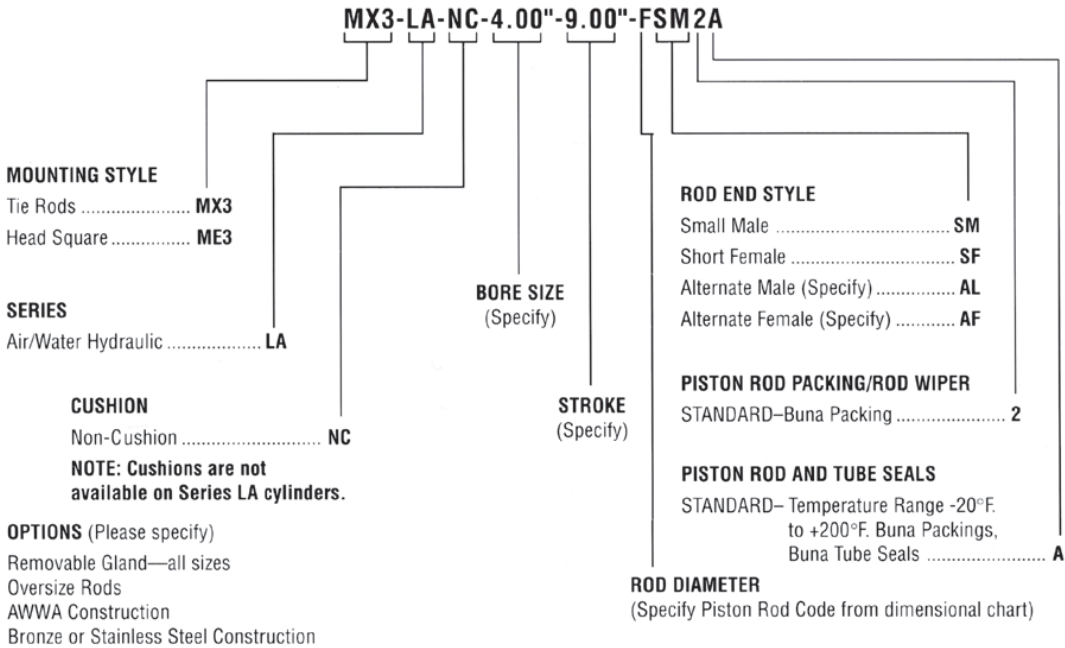 MX3-LA-NC-4.00"-9.00"-FSM2A
MOUNTING STYLE
Tie Rods ...................... MX3
Head Square ................ ME3
SERIES
Air/Water Hydraulic ................... LA
CUSHION
Non-Cushion ............................ NC
NOTE: Cushions are not
available on Series LA cylinders.
OPTIONS (Please specify)
Removable Gland—all sizes
Oversize Rods
AWWA Construction
Bronze or Stainless Steel Construction
BORE SIZE
(Specify)
STROKE
(Specify)
ROD END STYLE
Small Male ................................... SM
Short Female ................................. SF
Alternate Male (Specify) ................ AL
Alternate Female (Specify) ............ AF
PISTON ROD PACKING/ROD WIPER
STANDARD–Buna Packing ...................... 2
PISTON ROD AND TUBE SEALS
STANDARD– Temperature Range -20°F.
to +200°F. Buna Packings,
Buna Tube Seals ........................ A
ROD DIAMETER
(Specify Piston Rod Code from dimensional chart)